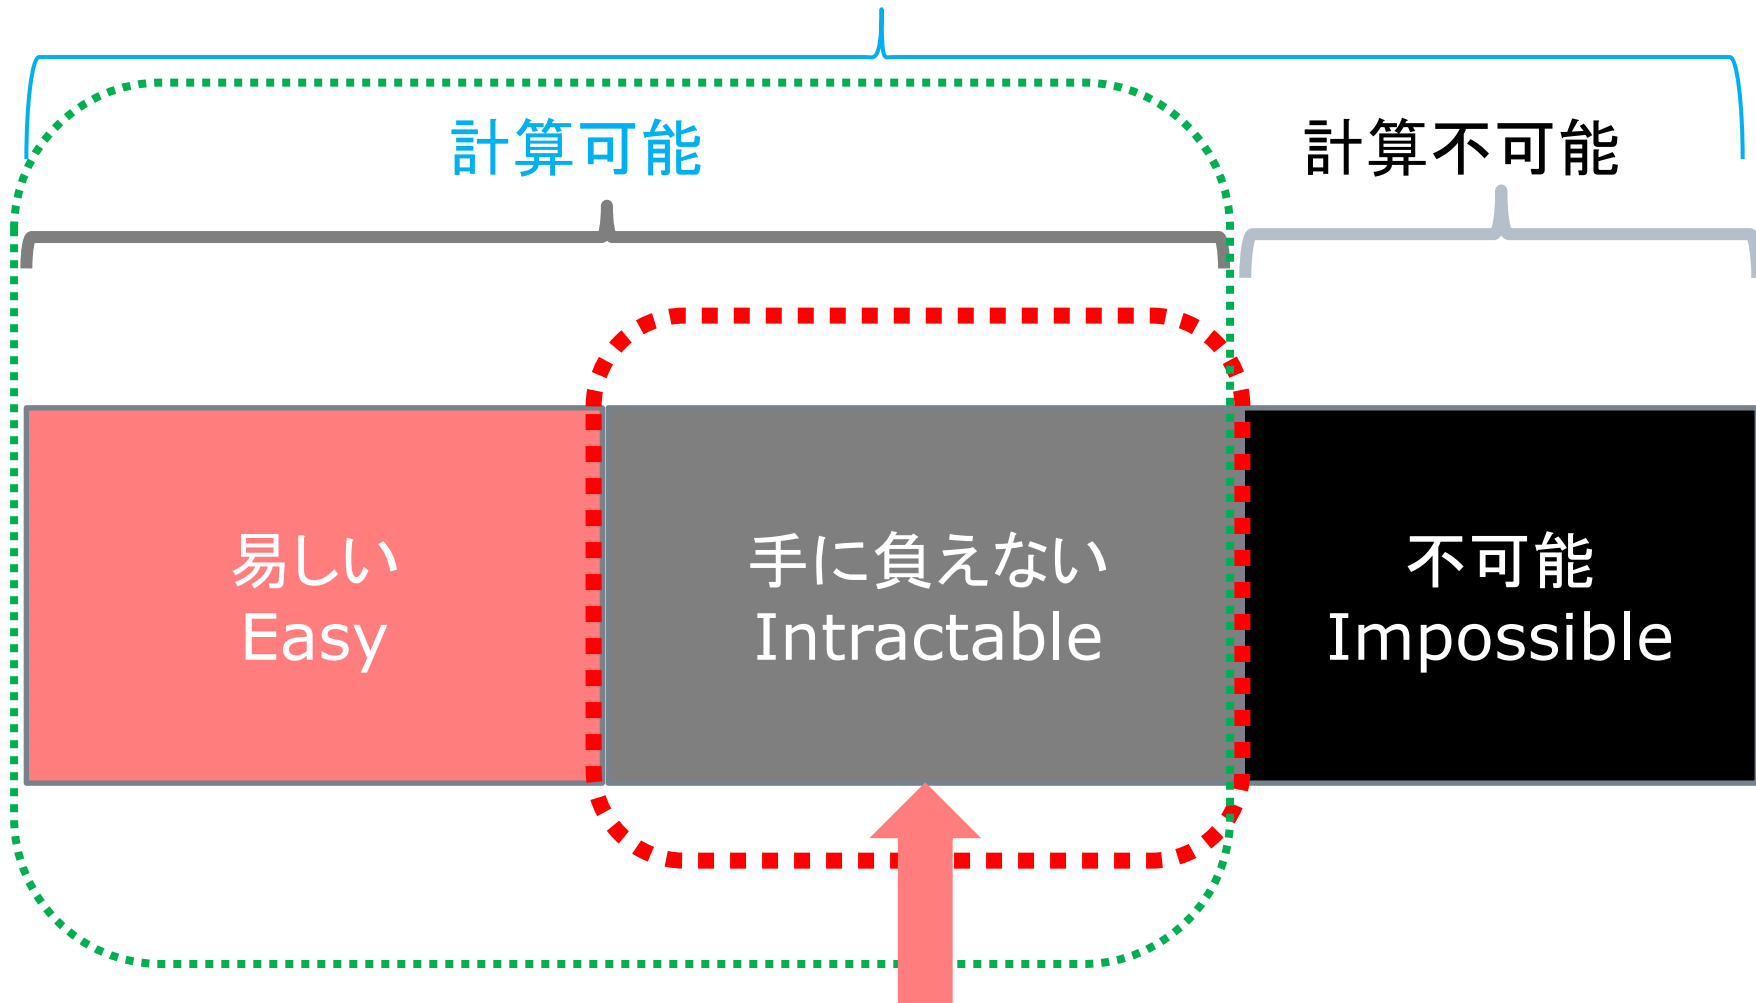 計算可能
計算不可能
易しい
Easy
手に負えない
Intractable
不可能
Impossible